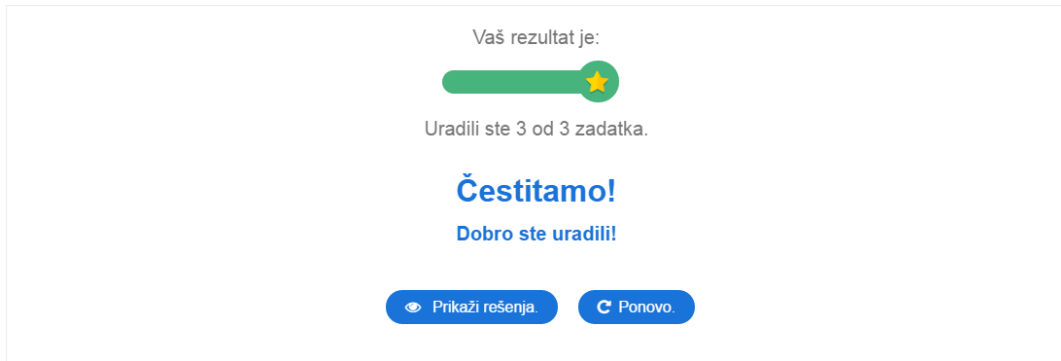 Vaš rezultat je:
Uradili ste 3 od 3 zadatka.
Čestitamo!
Dobro ste uradili!
Prikaži rešenja. Ponovo.